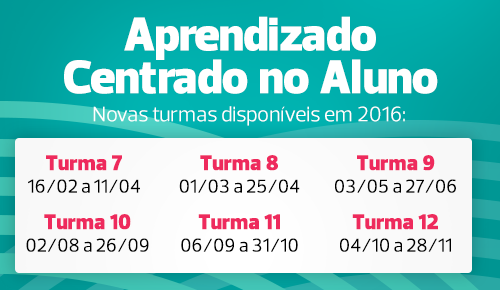 Aprendizado
Centrado no Aluno
Novas turmas disponíveis em 2016:
Turma 7 Turma 8 Turma 9
16/02 a 11/04 01/03 a 25/04 03/05 a 27/06
Turma 10 Turma 11 Turma 12
02/08 a 26/09 06/09 a 31/10 04/10 a 28/11